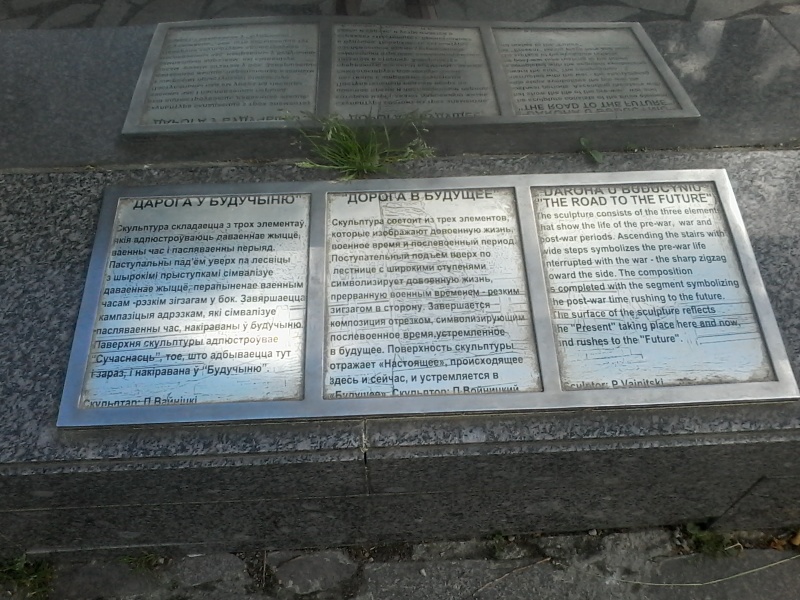 "ДАРОГА Ў БУДУЧЫНЮ"
Скульптура складаецца з трох элементаў,
якія адлюстроўваюць даваеннае жыццё,
ваенны час і пасляваенны перыяд.
Паступальны пад'ём уверх па лесвіцы
з шырокімі прыступкамі сімвалізуе
даваеннае жыццё, перапыненае ваенным
часам -рэзкім зігзагам у бок. Завяршаецца
кампазіцыя адрэзкам, які сімвалізуе
пасляваенны час, накіраваны ў будучыню.
Паверхня скульптуры адлюстроўвае
"Сучаснасць", тое, што адбываецца тут
і зараз, і накіравана ў "Будучыню".
Скульптар: П.Вайніцкі
"ДОРОГА В БУДУЩЕЕ"
Скульптура состоит из трех элементов,
которые изображают довоенную жизнь,
военное время и послевоенный период.
Поступательный подъем вверх по
лестнице с широкими ступенями
символизирует довоенную жизнь,
прерванную военным временем - резким
зигзагом в сторону. Завершается
композиция отрезком, символизирующим
послевоенное время,устремленное
в будущее. Поверхность скульптуры
отражает «Настоящее», происходящее
здесь и сейчас, и устремляется в
«Будущее». Скульптор: П.Войницкий
"DAROHA U BUDUCYNIU"
"THE ROAD TO THE FUTURE"
The sculpture consists of the three elements
that show the life of the pre-war, war and
post-war periods. Ascending the stairs with
wide steps symbolizes the pre-war life
interrupted with the war - the sharp zigzag
toward the side. The composition
is completed with the segment symbolizing
the post-war time rushing to the future.
The surface of the sculpture reflects
the "Present" taking place here and now,
and rushes to the "Future".
Sculptor: P.Vainitski